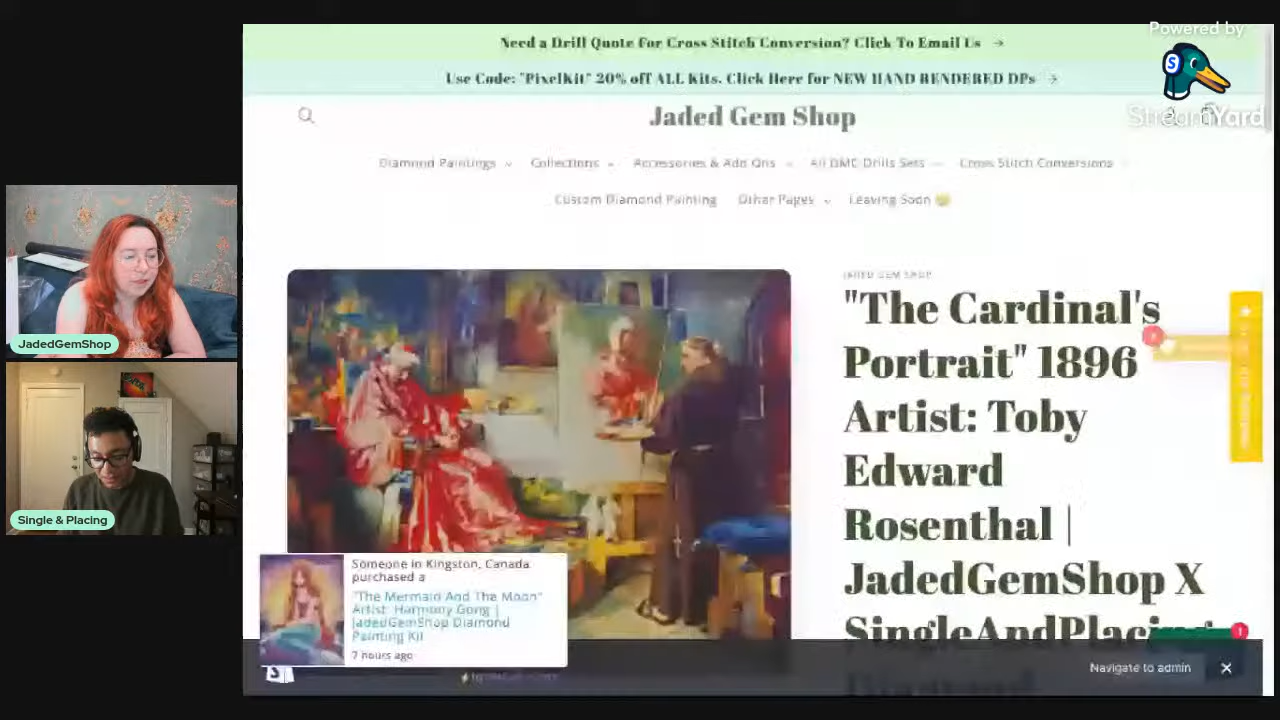 Powered by
StreamYard
Need a Drill Quote For Cross Stitch Conversion? Click To Email Us →
Use Code: "PixelKit" 20% off ALL Kits. Click Here for NEW HAND RENDERED DPs →
Jaded Gem Shop
Diamond Paintings
Collections
Accessories & Add Ons
All DMC Drills Sets
Cross Stitch Conversions
Custom Diamond Painting
Other Pages
Leaving Soon
JADED GEM SHOP
"The Cardinal's
Portrait" 1896
Artist: Toby
Edward
Rosenthal |
JadedGemShop X
SingleAndPlacing
JadedGemShop
Single & Placing
Someone in Kingston, Canada
purchased a
"The Mermaid And The Moon"
Artist: Harmony Gong |
JadedGemShop Diamond
Painting Kit
7 hours ago
Navigate to admin